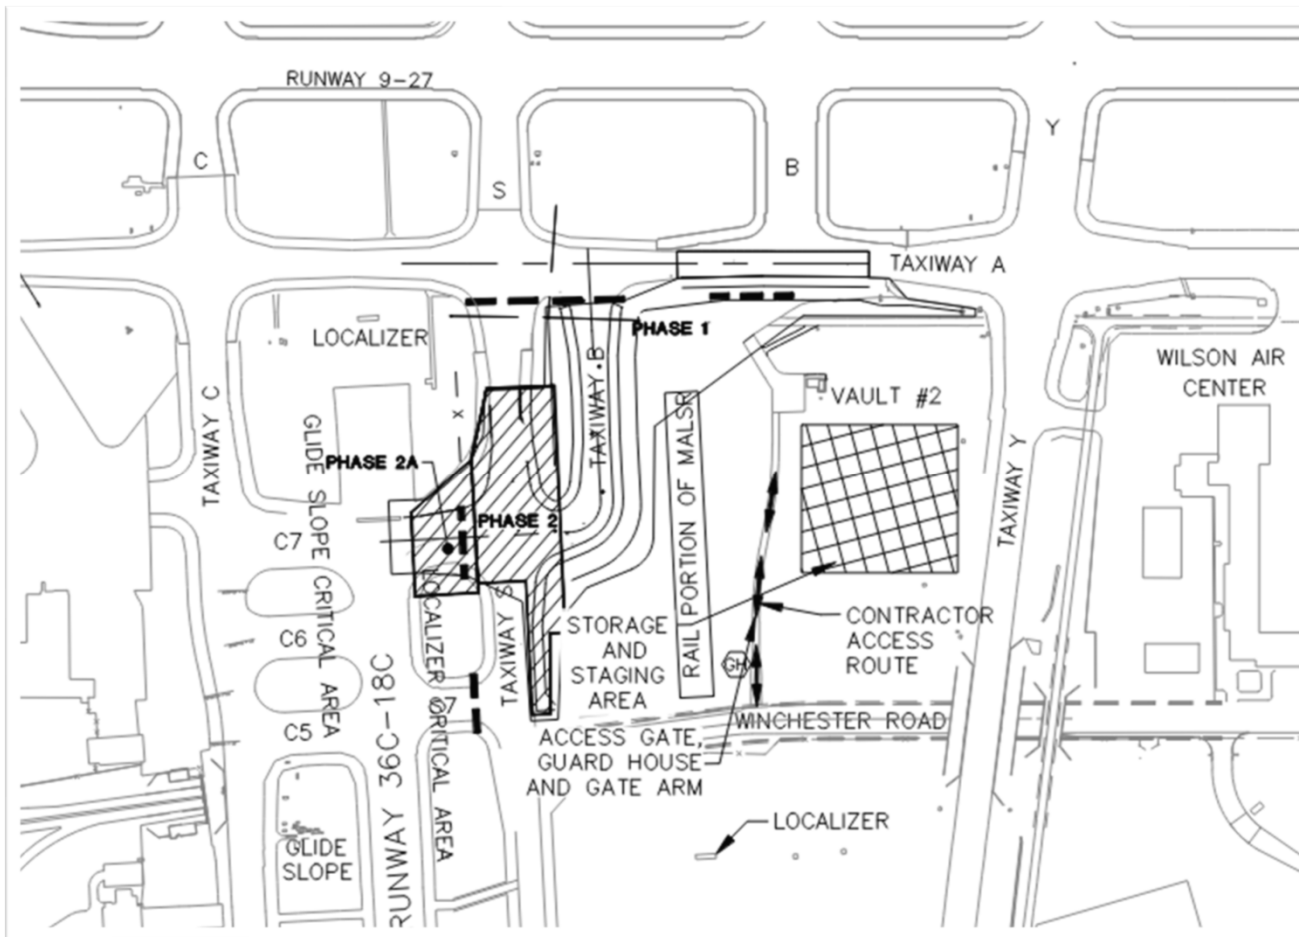 RUNWAY 9-27
C
S
B
Y
TAXIWAY A
PHASE 1
LOCALIZER
WILSON AIR
CENTER
TAXIWAY C
TAXIWAY B
RAIL PORTION OF MALSR
VAULT #2
GLIDE SLOPE CRITICAL AREA
PHASE 2A
PHASE 2
TAXIWAY Y
C7
LOCALIZER CRITICAL AREA
TAXIWAY S
STORAGE
AND
STAGING
AREA
CONTRACTOR
ACCESS
ROUTE
C6
GH
RUNWAY 36C-18C
C5
WINCHESTER ROAD
ACCESS GATE,
GUARD HOUSE
AND GATE ARM
LOCALIZER
GLIDE
SLOPE